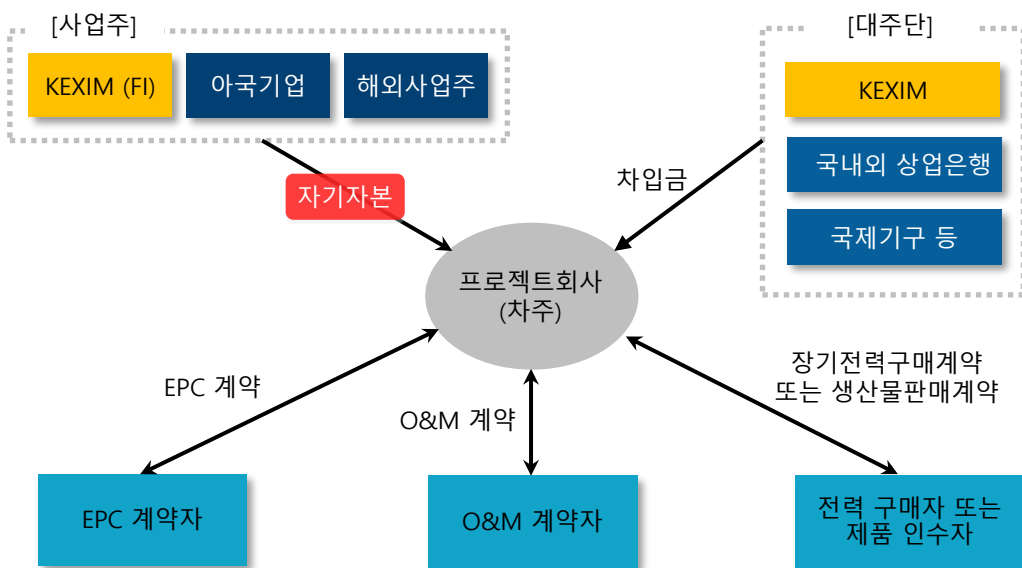 [사업주]
[대주단]
KEXIM (FI)
아국기업
해외사업주
KEXIM
국내외 상업은행
국제기구 등
자기자본
차입금
프로젝트회사
(차주)
EPC 계약
O&M 계약
장기전력구매계약
또는 생산물판매계약
EPC 계약자
O&M 계약자
전력 구매자 또는
제품 인수자